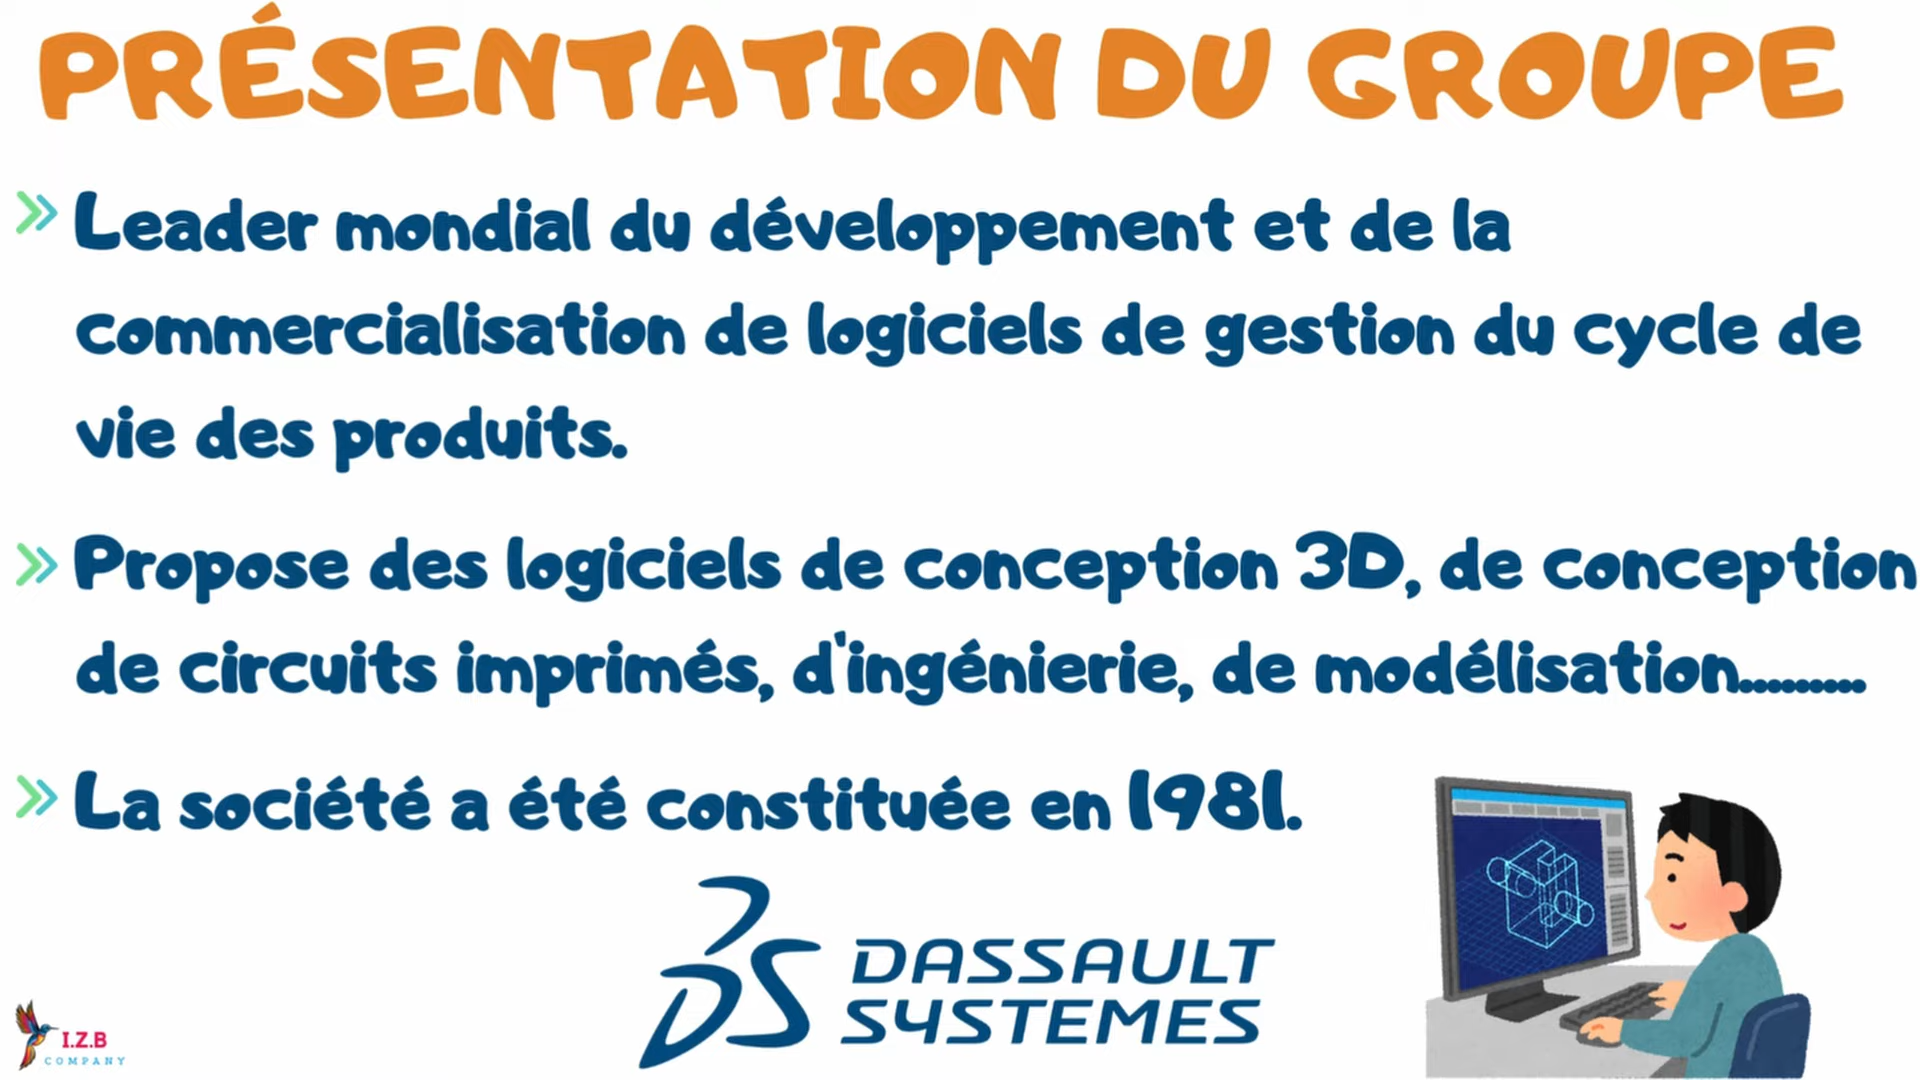 PRÉSENTATION DU GROUPE
Leader mondial du développement et de la
commercialisation de logiciels de gestion du cycle de
vie des produits.
Propose des logiciels de conception 3D, de conception
de circuits imprimés, d'ingénierie, de modélisation.........
La société a été constituée en 1981.
DASSAULT
SYSTEMES
I.Z.B
COMPANY